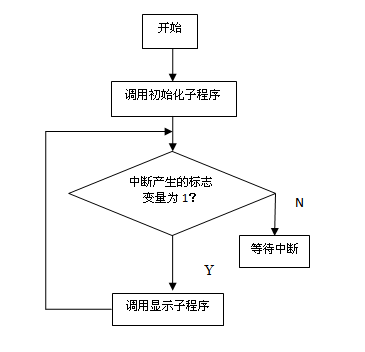 开始
调用初始化子程序
中断产生的标志
变量为 1?
N
等待中断
Y
调用显示子程序